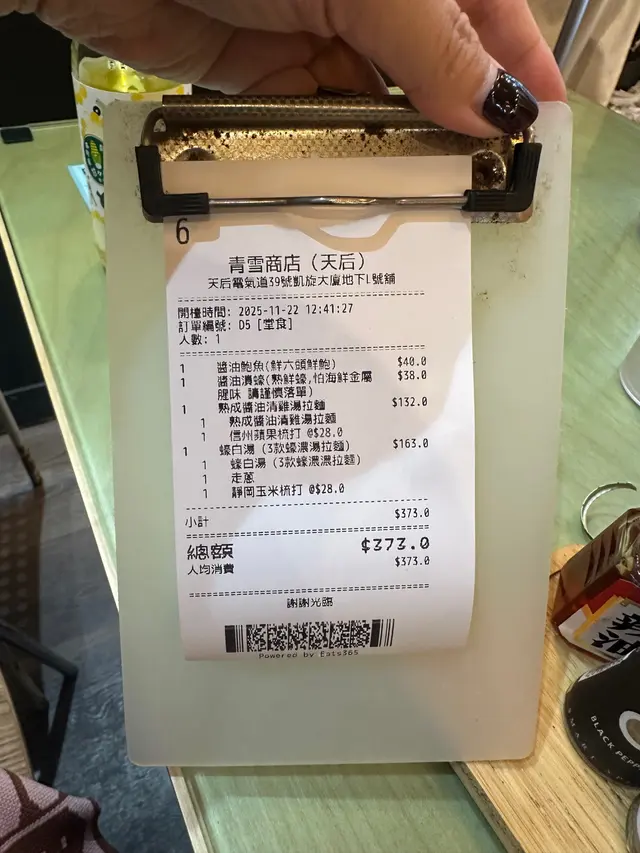 6
青雪商店（天后）
天后電氣道39號凱旋大廈地下L號舖
開檯時間: 2025-11-22 12:41:27
訂單編號: D5 [堂食]
人數: 1
1 醬油鮑魚(鮮六頭鮮鮑) $40.0
1 醬油漬蠔(熟鮮蠔,怕海鮮金屬 $38.0
腥味 請謹慎落單)
1 熟成醬油清雞湯拉麵 $132.0
1 熟成醬油清雞湯拉麵
1 信州蘋果梳打 @$28.0
1 蠔白湯 (3款蠔濃湯拉麵) $163.0
1 蠔白湯 (3款蠔濃濃拉麵)
1 走蔥
1 靜岡玉米梳打 @$28.0
小計 $373.0
總額 $373.0
人均消費 $373.0
謝謝光臨
Powered by Eats365
BLACK PEPP